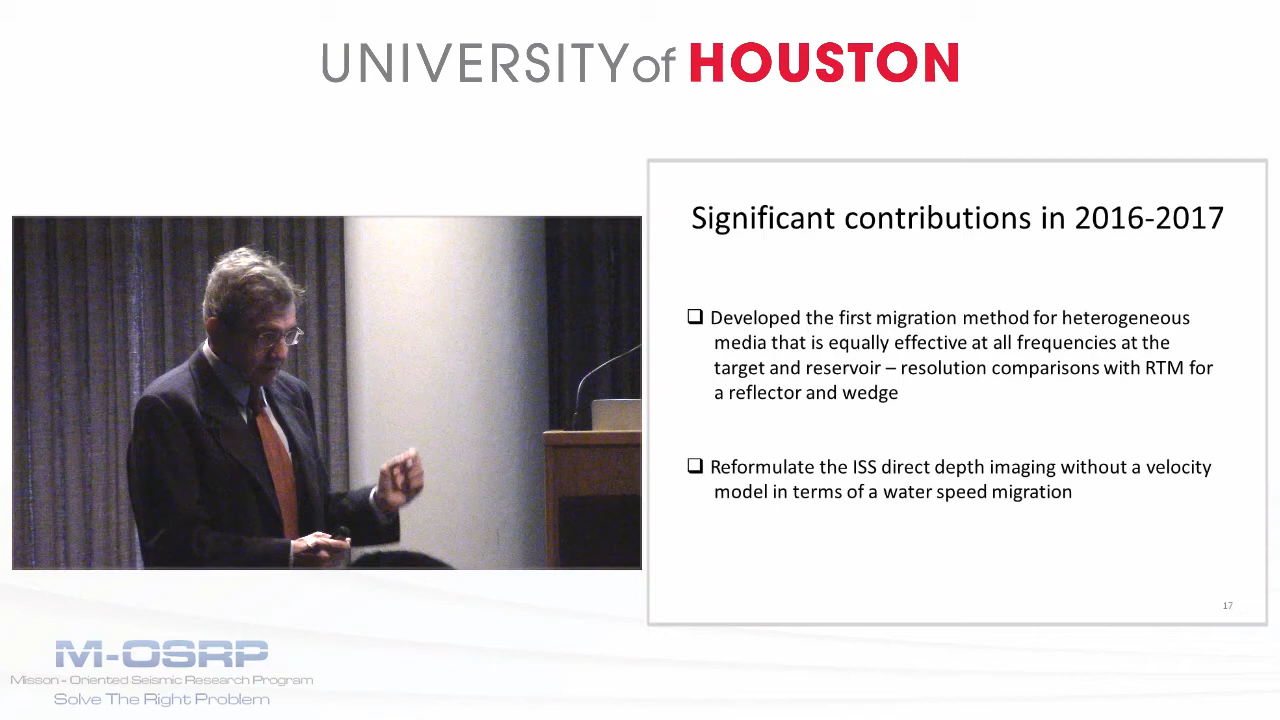 UNIVERSITY of HOUSTON
Significant contributions in 2016-2017
❑ Developed the first migration method for heterogeneous
media that is equally effective at all frequencies at the
target and reservoir – resolution comparisons with RTM for
a reflector and wedge
❑ Reformulate the ISS direct depth imaging without a velocity
model in terms of a water speed migration
17
M-OSRP
Misson - Oriented Seismic Research Program
Solve The Right Problem